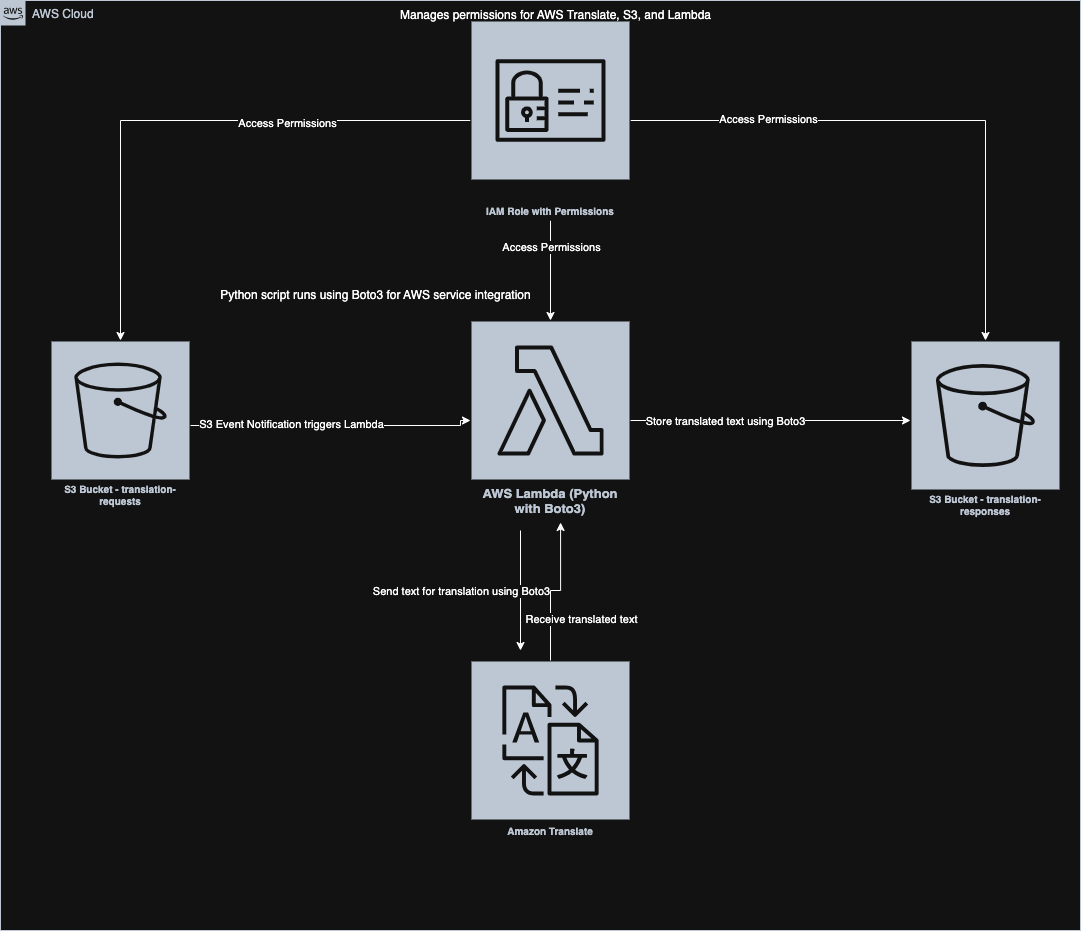 aws
AWS Cloud
Manages permissions for AWS Translate, S3, and Lambda
Access Permissions
Access Permissions
IAM Role with Permissions
Access Permissions
Python script runs using Boto3 for AWS service integration
S3 Event Notification triggers Lambda
Store translated text using Boto3
S3 Bucket - translation-
requests
AWS Lambda (Python
with Boto3)
S3 Bucket - translation-
responses
Send text for translation using Boto3
Receive translated text
A
文
Amazon Translate